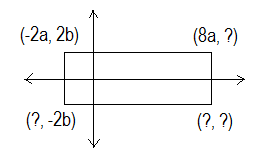 (-2a, 2b) (8a, ?)
(?, -2b) (?, ?)